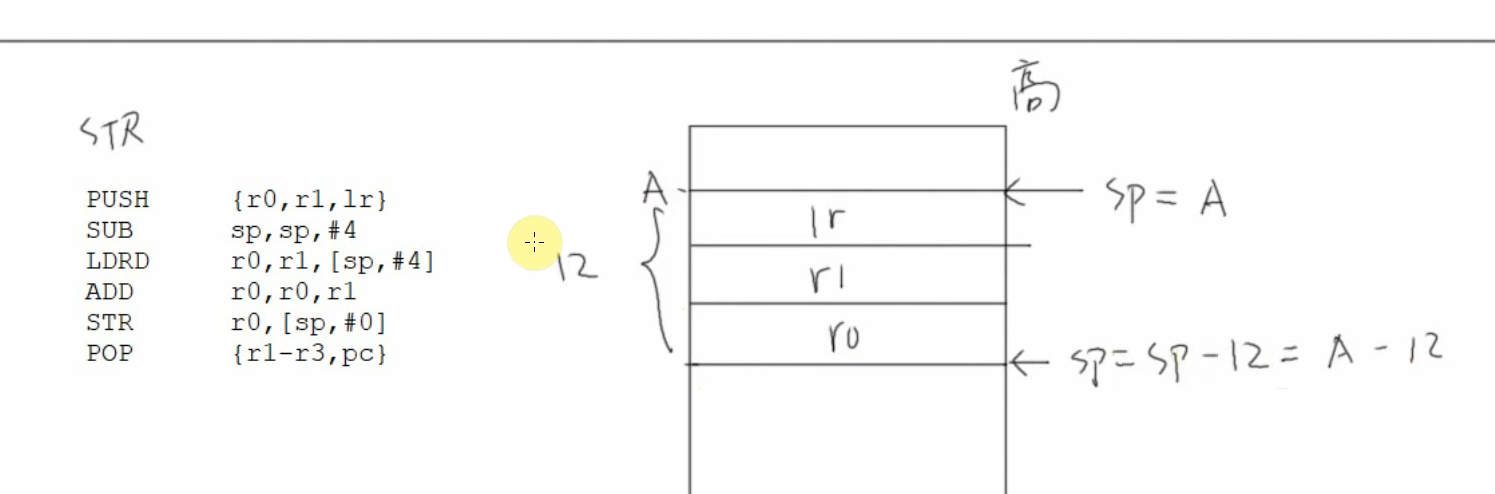 高
STR
PUSH {r0,r1,lr}
SUB sp,sp,#4
LDRD r0,r1,[sp,#4]
ADD r0,r0,r1
STR r0,[sp,#0]
POP {r1-r3,pc}
A
sp = A
lr
12
r1
r0
sp = sp - 12 = A - 12